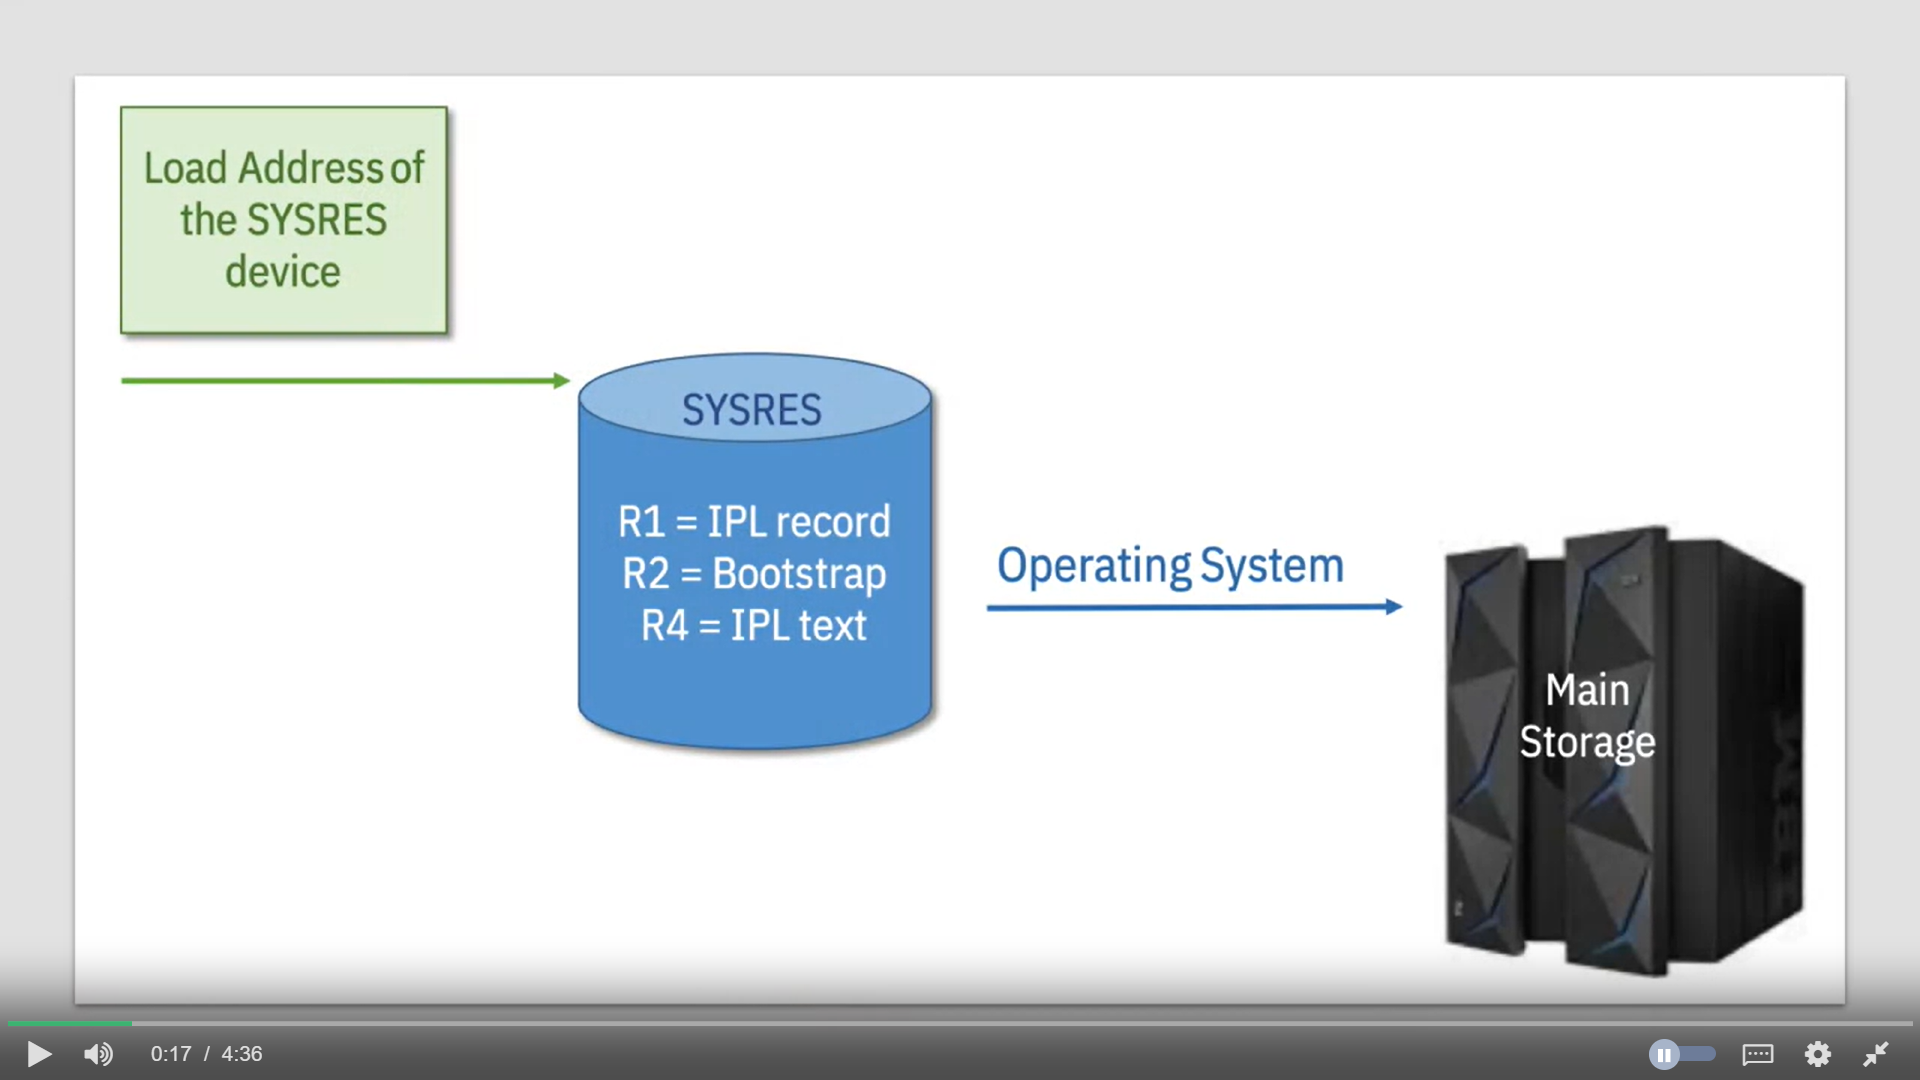 Load Address of
the SYSRES
device
SYSRES
R1 = IPL record
R2 = Bootstrap
R4 = IPL text
Operating System
Main
Storage
IBM
0:17 / 4:36